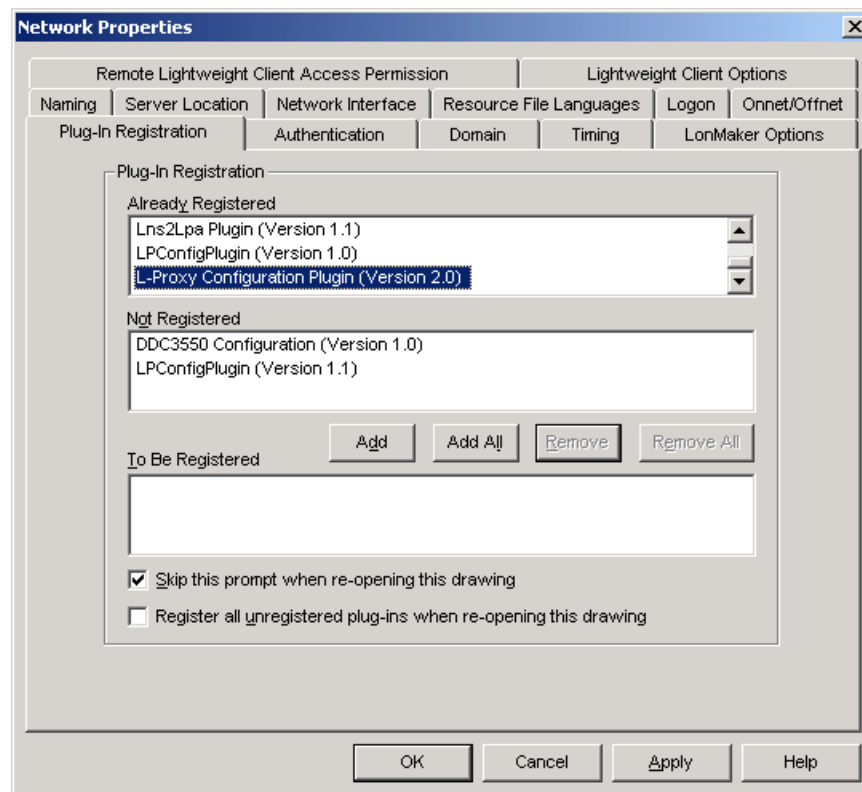 Network Properties
Remote Lightweight Client Access Permission
Lightweight Client Options
Naming
Server Location
Network Interface
Resource File Languages
Logon
Onnet/Offnet
Plug-In Registration
Authentication
Domain
Timing
LonMaker Options
Plug-In Registration
Already Registered
Lns2Lpa Plugin (Version 1.1)
LPConfigPlugin (Version 1.0)
L-Proxy Configuration Plugin (Version 2.0)
Not Registered
DDC3550 Configuration (Version 1.0)
LPConfigPlugin (Version 1.1)
Add
Add All
Remove
Remove All
To Be Registered
Skip this prompt when re-opening this drawing
Register all unregistered plug-ins when re-opening this drawing
OK
Cancel
Apply
Help